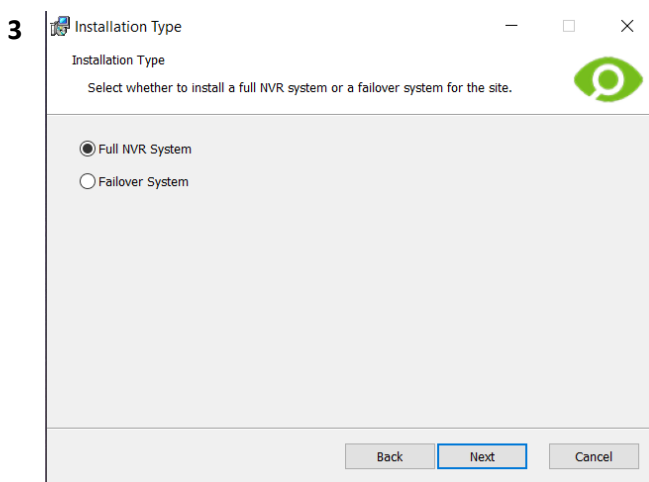 3
Installation Type
Installation Type
Select whether to install a full NVR system or a failover system for the site.
Full NVR System
Failover System
Back Next Cancel